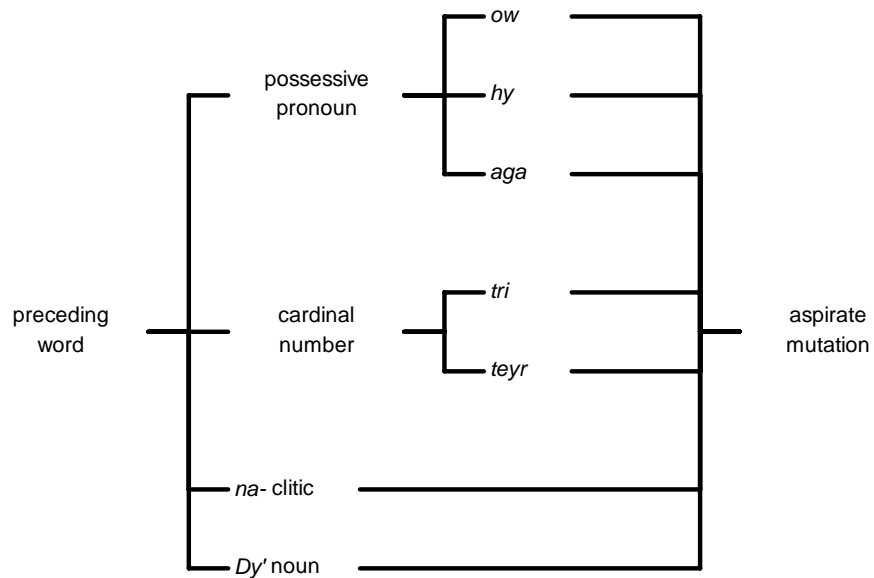 ow
possessive
pronoun
hy
aga
tri
preceding
word
cardinal
number
aspirate
mutation
teyr
na- clitic
Dy' noun